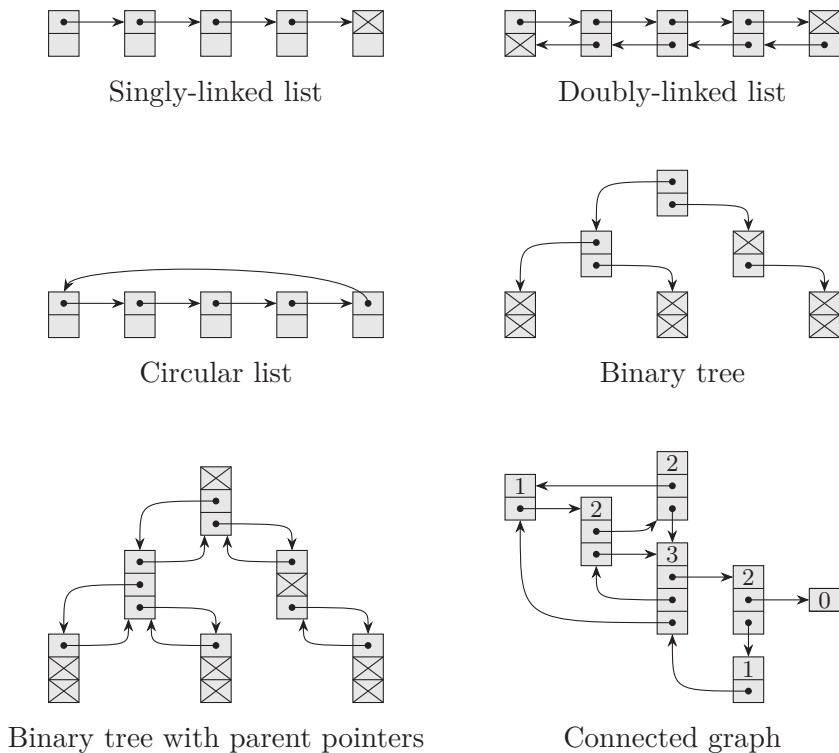 Singly-linked list
Doubly-linked list
Circular list
Binary tree
2
1
2
3
2
0
1
Binary tree with parent pointers
Connected graph